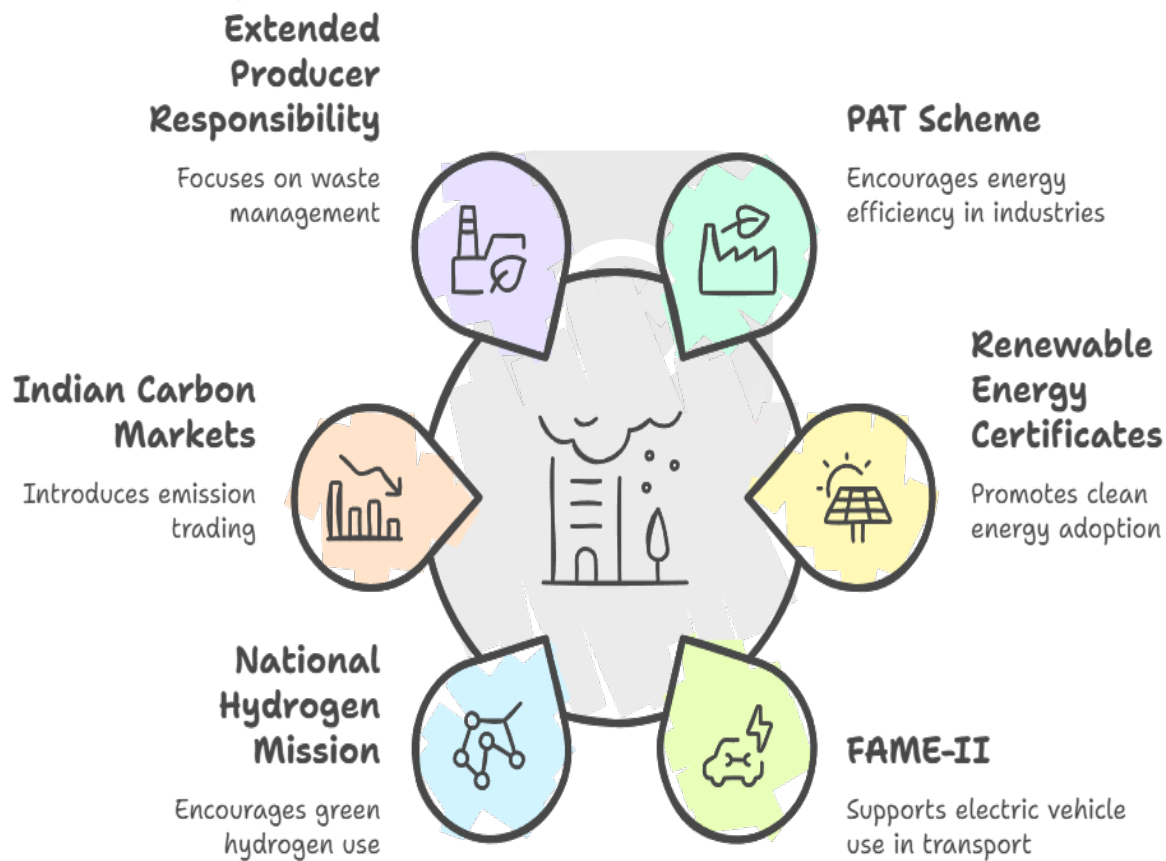 Extended
Producer
Responsibility
Focuses on waste
management
PAT Scheme
Encourages energy
efficiency in industries
Indian Carbon
Markets
Introduces emission
trading
Renewable
Energy
Certificates
Promotes clean
energy adoption
National
Hydrogen
Mission
Encourages green
hydrogen use
FAME-II
Supports electric vehicle
use in transport